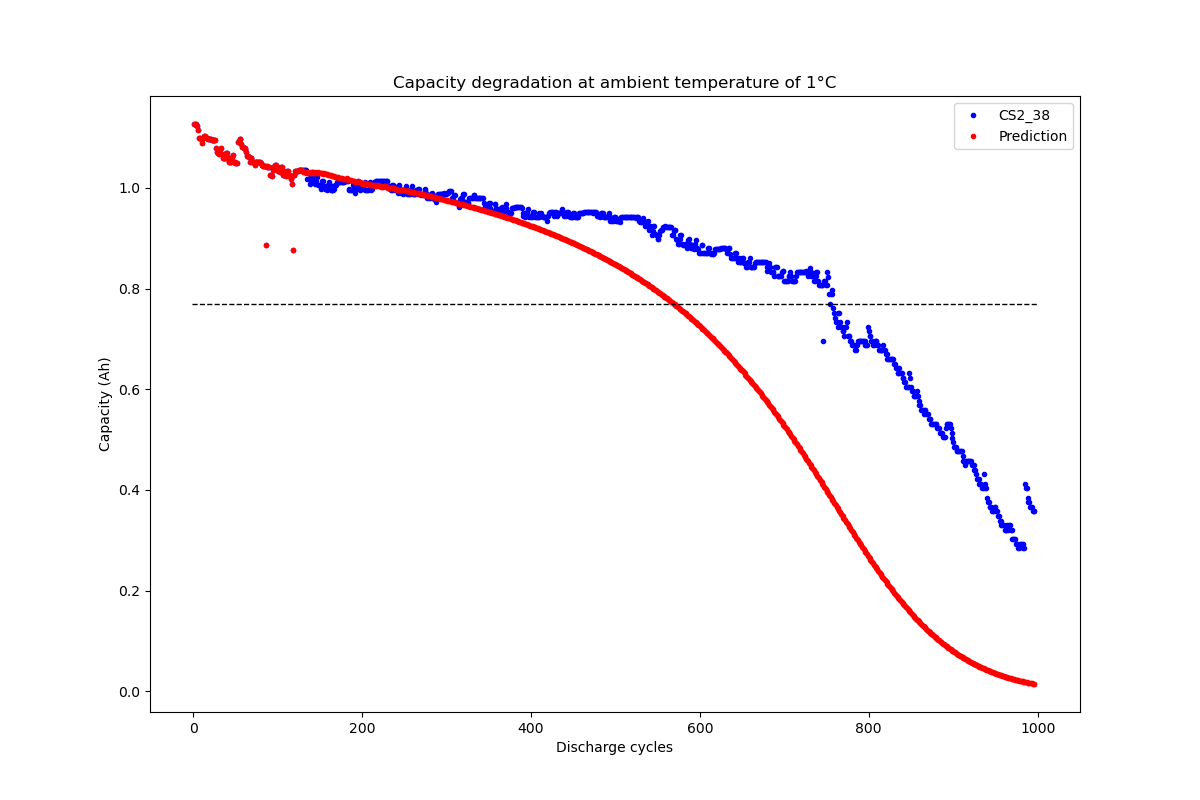 Capacity degradation at ambient temperature of 1°C
CS2_38
Prediction
1.0
0.8
0.6
0.4
0.2
0.0
Capacity (Ah)
0 200 400 600 800 1000
Discharge cycles